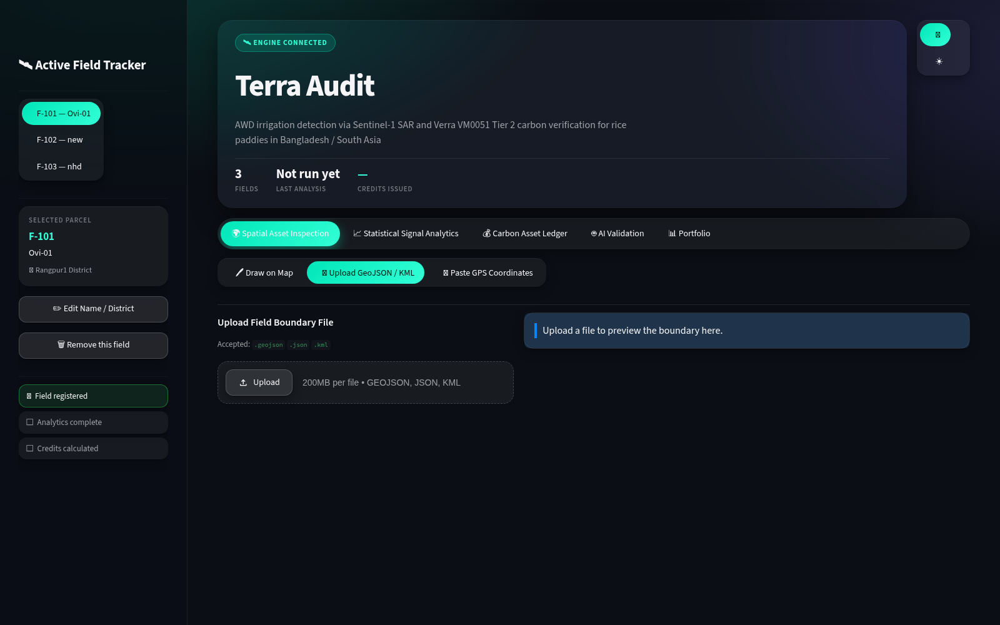 🛰 Active Field Tracker
F-101 — Ovi-01
F-102 — new
F-103 — nhd
SELECTED PARCEL
F-101
Ovi-01
Rangpur1 District
✏ Edit Name / District
🗑 Remove this field
Field registered
☐ Analytics complete
☐ Credits calculated
🛰 ENGINE CONNECTED
Terra Audit
AWD irrigation detection via Sentinel-1 SAR and Verra VM0051 Tier 2 carbon verification for rice
paddies in Bangladesh / South Asia
3
FIELDS
Not run yet
LAST ANALYSIS
—
CREDITS ISSUED
☀
🌍 Spatial Asset Inspection
📈 Statistical Signal Analytics
💰 Carbon Asset Ledger
AI Validation
📊 Portfolio
🖊 Draw on Map
Upload GeoJSON / KML
Paste GPS Coordinates
Upload Field Boundary File
Accepted: .geojson .json .kml
Upload
200MB per file • GEOJSON, JSON, KML
Upload a file to preview the boundary here.